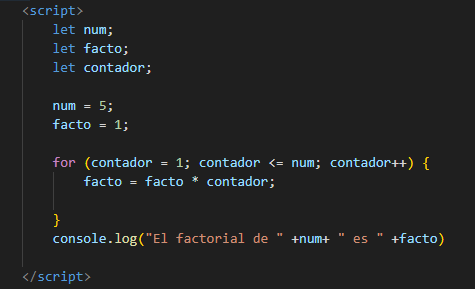 <script>
let num;
let facto;
let contador;
num = 5;
facto = 1;
for (contador = 1; contador <= num; contador++) {
facto = facto * contador;
}
console.log("El factorial de " +num+ " es " +facto)
</script>